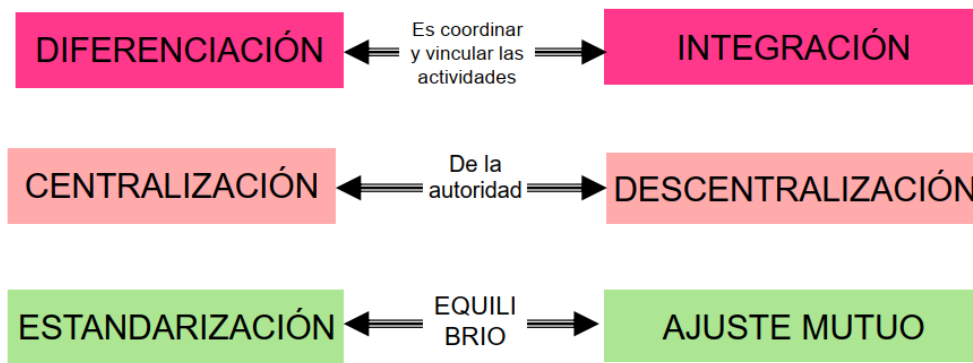 DIFERENCIACIÓN
Es coordinar
y vincular las
actividades
INTEGRACIÓN
CENTRALIZACIÓN
De la
autoridad
DESCENTRALIZACIÓN
ESTANDARIZACIÓN
EQUILI
BRIO
AJUSTE MUTUO